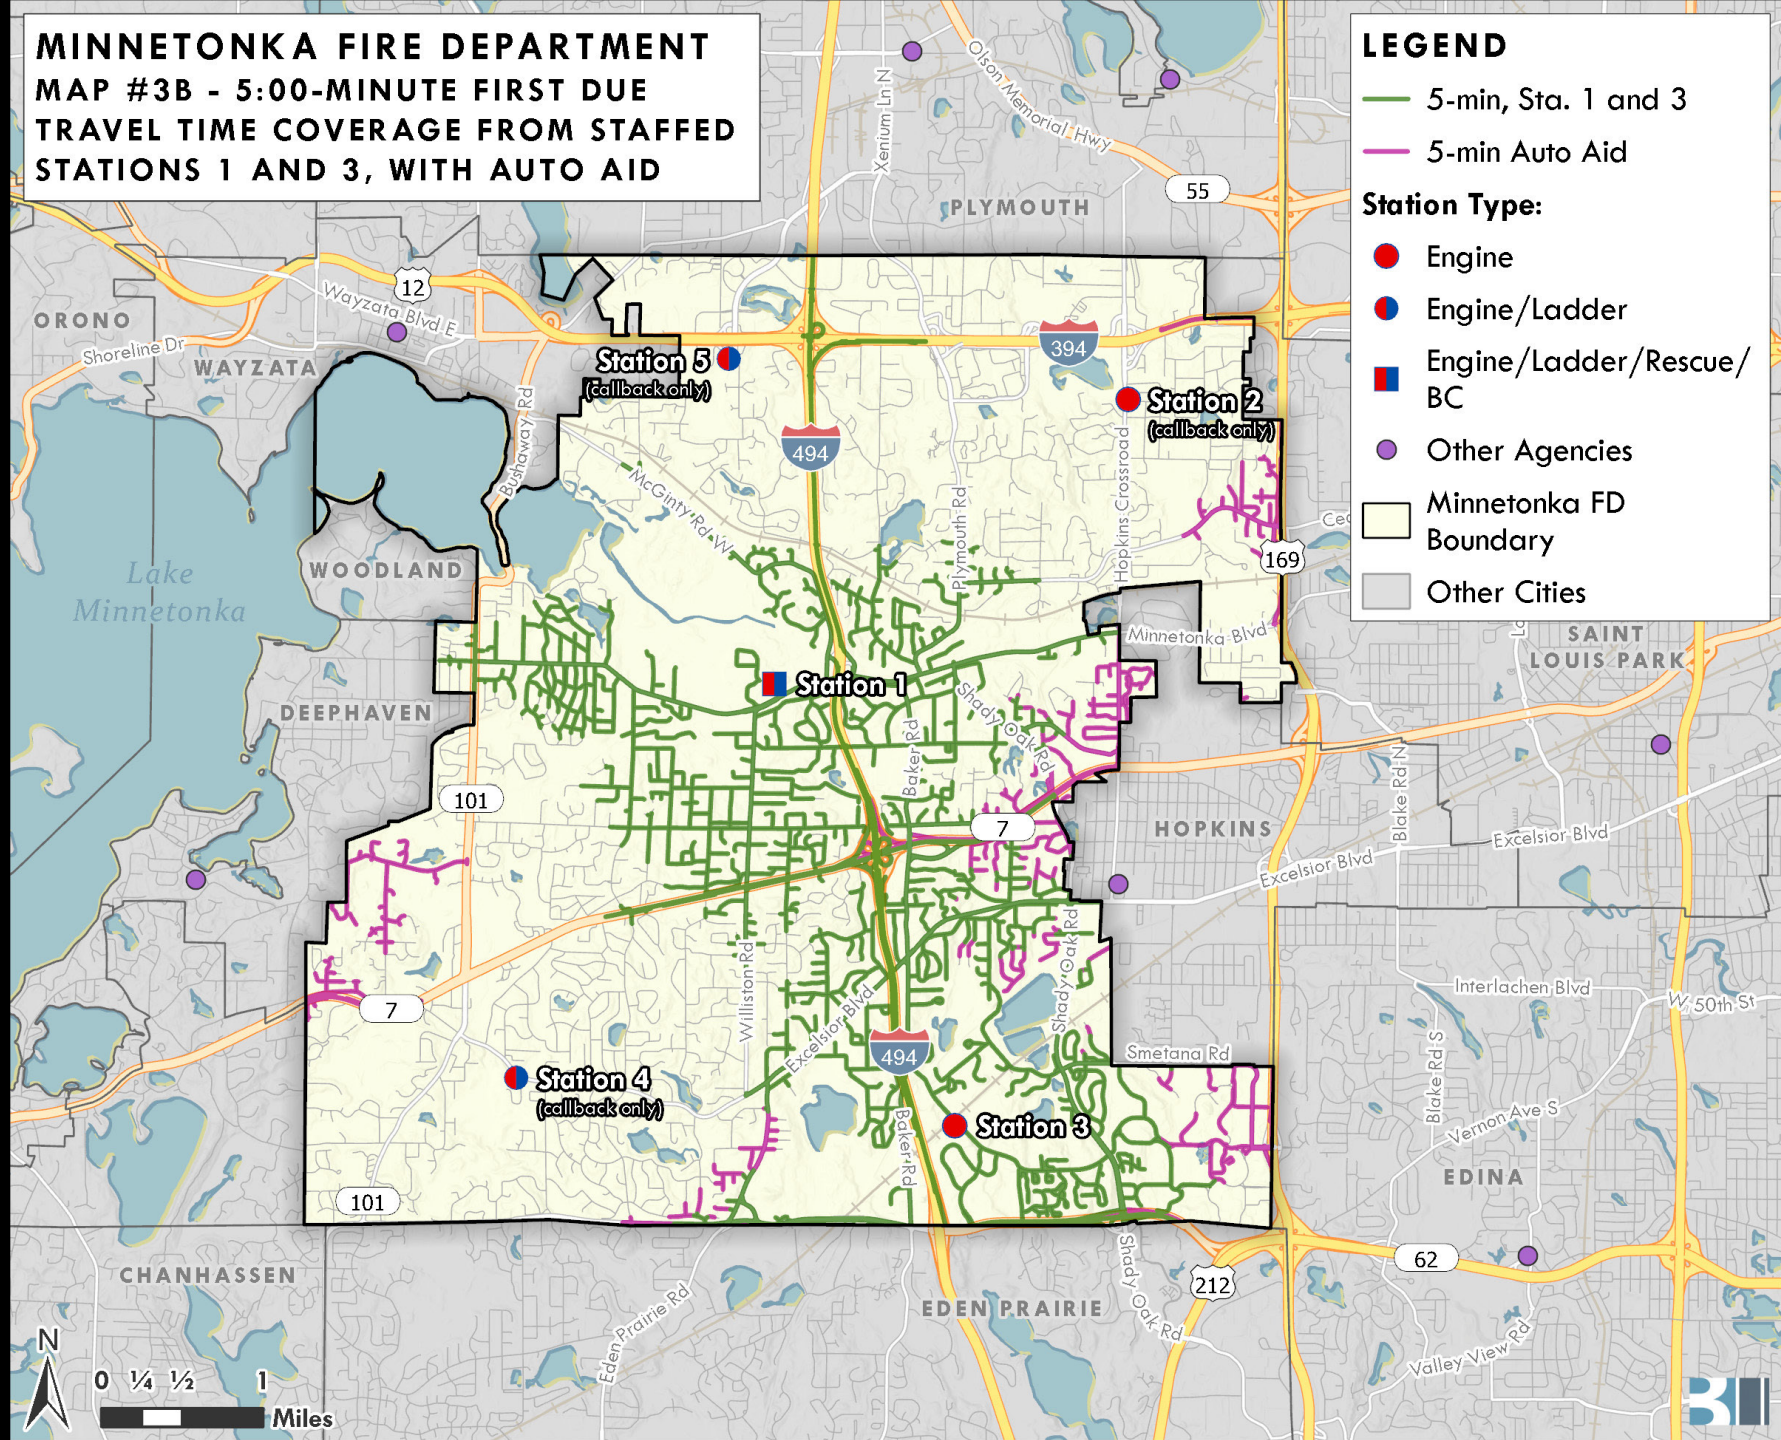 MINNETONKA FIRE DEPARTMENT
MAP #3B - 5:00-MINUTE FIRST DUE
TRAVEL TIME COVERAGE FROM STAFFED
STATIONS 1 AND 3, WITH AUTO AID
LEGEND
5-min, Sta. 1 and 3
5-min Auto Aid
Station Type:
Engine
Engine/Ladder
Engine/Ladder/Rescue/
BC
Other Agencies
Minnetonka FD
Boundary
Other Cities
Olson Memorial Hwy
Xenium Ln N
55
PLYMOUTH
12
Wayzata Blvd E
ORONO
Shoreline Dr
WAYZATA
Bushaway Rd
Station 5
(callback only)
394
Station 2
(callback only)
494
McGinty Rd W
Plymouth Rd
Hopkins Crossroad
169
WOODLAND
Lake
Minnetonka
Minnetonka Blvd
SAINT
LOUIS PARK
Station 1
Shady Oak Rd
DEEPHAVEN
Baker Rd
Blake Rd N
101
7
HOPKINS
Excelsior Blvd
Excelsior Blvd
Shady Oak Rd
Williston Rd
Excelsior Blvd
7
Interlachen Blvd
W 50th St
494
Smetana Rd
Blake Rd S
Station 4
(callback only)
Station 3
Baker Rd
Vernon Ave S
EDINA
101
CHANHASSEN
EDEN PRAIRIE
Eden Prairie Rd
Shady Oak Rd
212
62
Valley View Rd
N
0 ¼ ½ 1
Miles